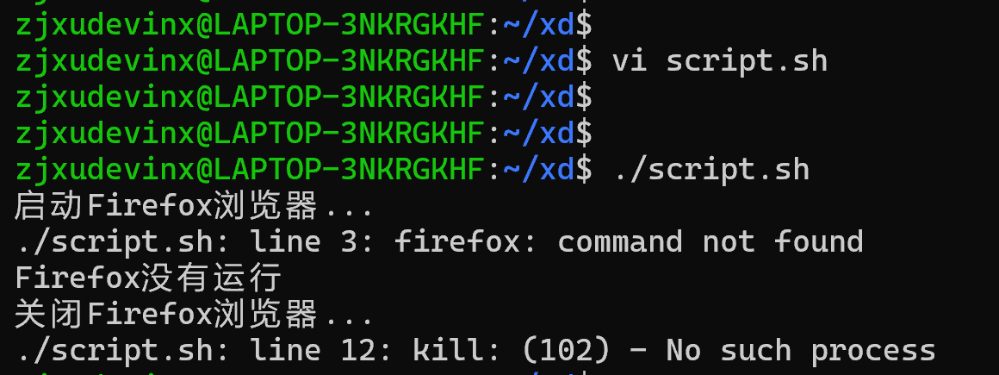 zjxudevinx@LAPTOP-3NKRGKHF:~/xd$
zjxudevinx@LAPTOP-3NKRGKHF:~/xd$ vi script.sh
zjxudevinx@LAPTOP-3NKRGKHF:~/xd$
zjxudevinx@LAPTOP-3NKRGKHF:~/xd$
zjxudevinx@LAPTOP-3NKRGKHF:~/xd$ ./script.sh
启动Firefox浏览器...
./script.sh: line 3: firefox: command not found
Firefox没有运行
关闭Firefox浏览器...
./script.sh: line 12: kill: (102) - No such process